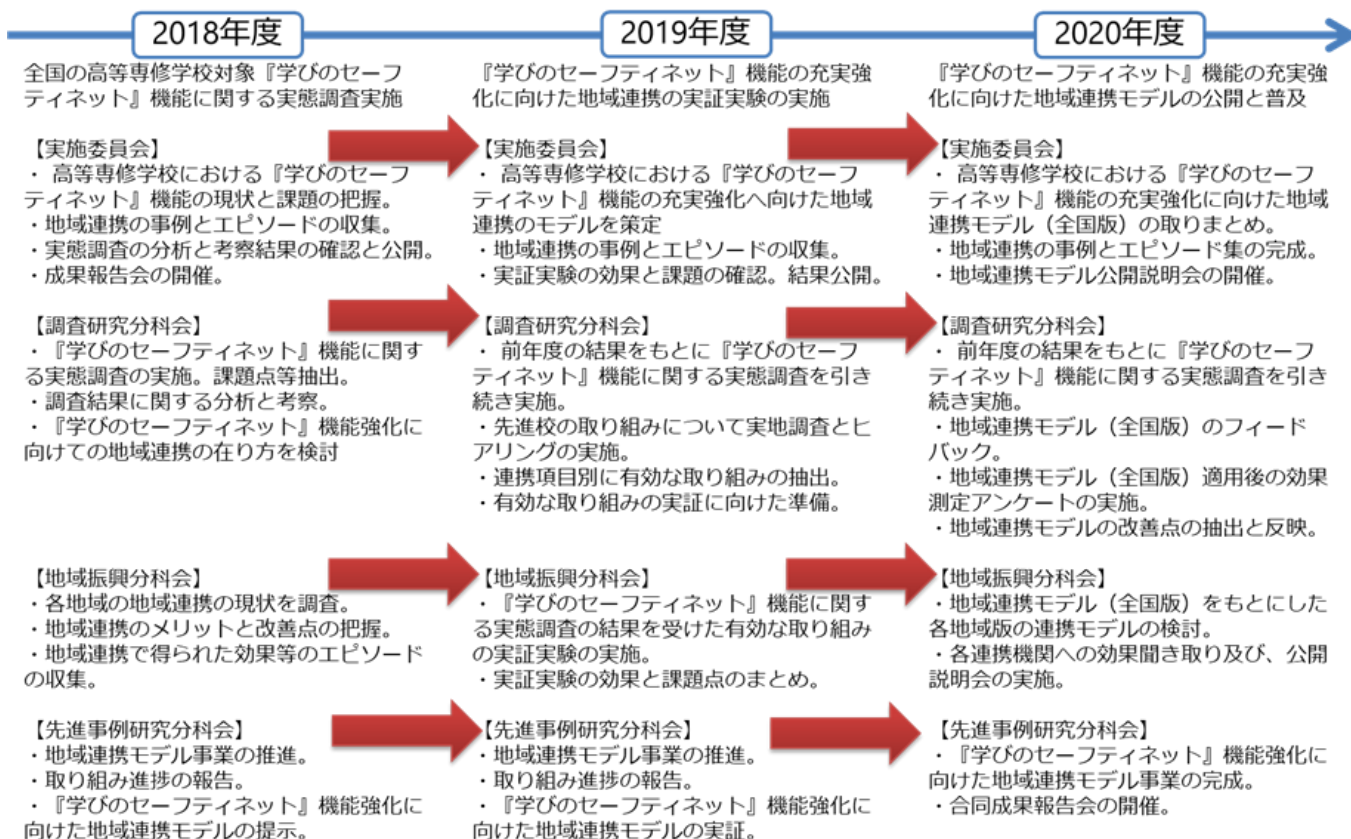 2018年度
全国の高等専修学校対象『学びのセーフ
ティネット』機能に関する実態調査実施
【実施委員会】
・ 高等専修学校における『学びのセーフ
ティネット』機能の現状と課題の把握。
・地域連携の事例とエピソードの収集。
・実態調査の分析と考察結果の確認と公開。
・成果報告会の開催。
【調査研究分科会】
・『学びのセーフティネット』機能に関す
る実態調査の実施。課題点等抽出。
・調査結果に関する分析と考察。
・『学びのセーフティネット』機能強化に
向けての地域連携の在り方を検討
【地域振興分科会】
・各地域の地域連携の現状を調査。
・地域連携のメリットと改善点の把握。
・地域連携で得られた効果等のエピソード
の収集。
【先進事例研究分科会】
・地域連携モデル事業の推進。
・取り組み進捗の報告。
・『学びのセーフティネット』機能強化に
向けた地域連携モデルの提示。
2019年度
『学びのセーフティネット』機能の充実強
化に向けた地域連携の実証実験の実施
【実施委員会】
・ 高等専修学校における『学びのセーフ
ティネット』機能の充実強化へ向けた地域
連携のモデルを策定
・地域連携の事例とエピソードの収集。
・実証実験の効果と課題の確認。結果公開。
【調査研究分科会】
・ 前年度の結果をもとに『学びのセーフ
ティネット』機能に関する実態調査を引き
続き実施。
・先進校の取り組みについて実地調査とヒ
アリングの実施。
・連携項目別に有効な取り組みの抽出。
・有効な取り組みの実証に向けた準備。
【地域振興分科会】
・『学びのセーフティネット』機能に関す
る実態調査の結果を受けた有効な取り組み
の実証実験の実施。
・実証実験の効果と課題点のまとめ。
【先進事例研究分科会】
・地域連携モデル事業の推進。
・取り組み進捗の報告。
・『学びのセーフティネット』機能強化に
向けた地域連携モデルの実証。
2020年度
『学びのセーフティネット』機能の充実強
化に向けた地域連携モデルの公開と普及
【実施委員会】
・ 高等専修学校における『学びのセーフ
ティネット』機能の充実強化に向けた地域
連携モデル（全国版）の取りまとめ。
・地域連携の事例とエピソード集の完成。
・地域連携モデル公開説明会の開催。
【調査研究分科会】
・ 前年度の結果をもとに『学びのセーフ
ティネット』機能に関する実態調査を引き
続き実施。
・地域連携モデル（全国版）のフィード
バック。
・地域連携モデル（全国版）適用後の効果
測定アンケートの実施。
・地域連携モデルの改善点の抽出と反映。
【地域振興分科会】
・地域連携モデル（全国版）をもとにした
各地域版の連携モデルの検討。
・各連携機関への効果聞き取り及び、公開
説明会の実施。
【先進事例研究分科会】
・『学びのセーフティネット』機能強化に
向けた地域連携モデル事業の完成。
・合同成果報告会の開催。